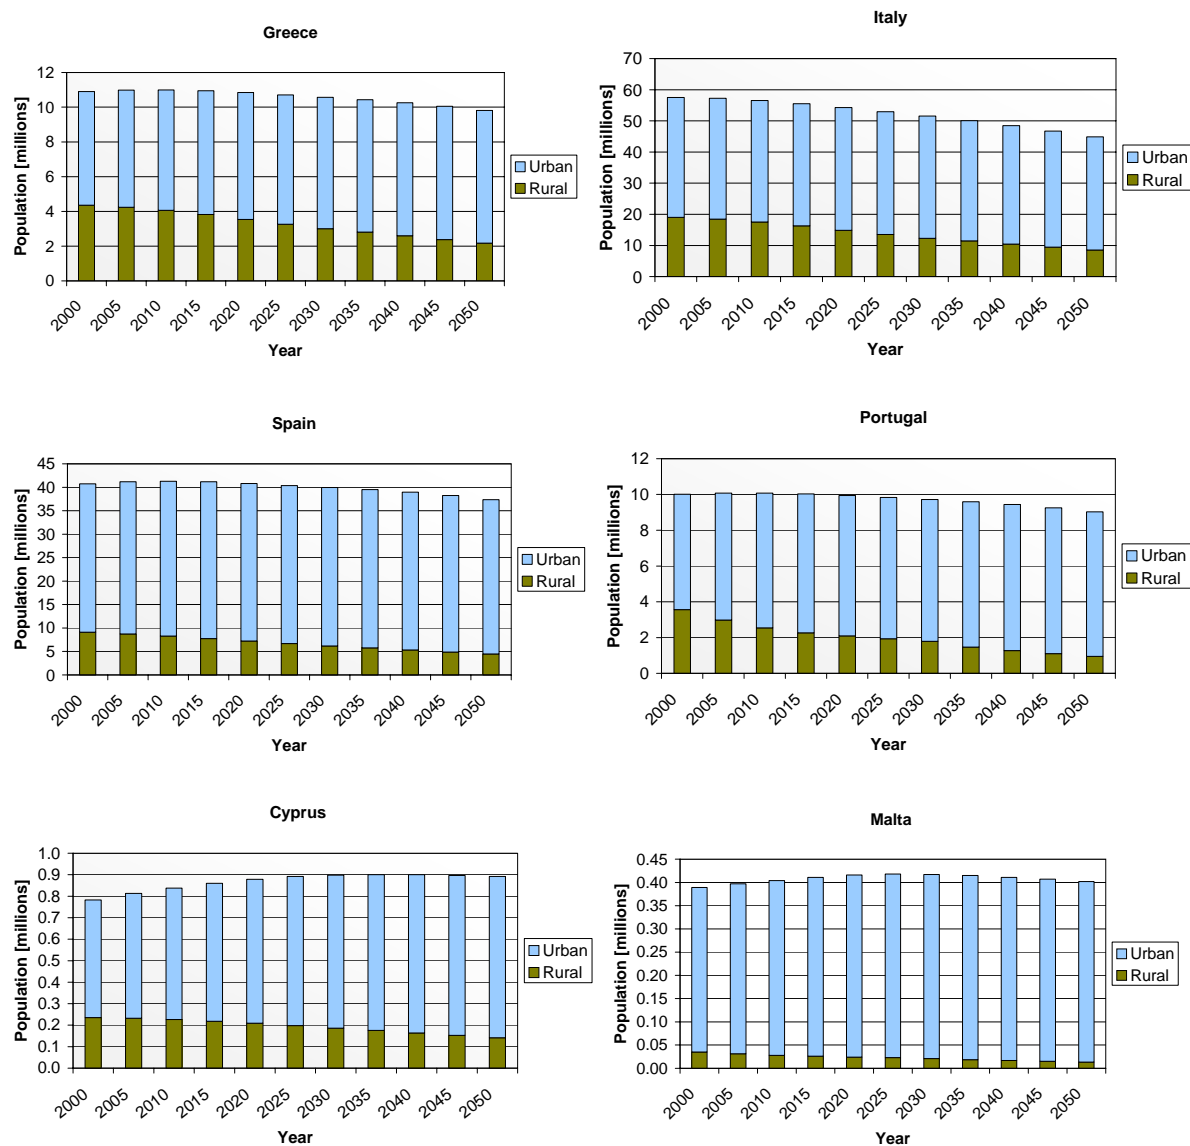 Greece
Population [millions]
12
10
8
6
4
2
0
2000 2005 2010 2015 2020 2025 2030 2035 2040 2045 2050
Year
Urban
Rural
Italy
Population [millions]
70
60
50
40
30
20
10
0
2000 2005 2010 2015 2020 2025 2030 2035 2040 2045 2050
Year
Urban
Rural
Spain
Population [millions]
45
40
35
30
25
20
15
10
5
0
2000 2005 2010 2015 2020 2025 2030 2035 2040 2045 2050
Year
Urban
Rural
Portugal
Population [millions]
12
10
8
6
4
2
0
2000 2005 2010 2015 2020 2025 2030 2035 2040 2045 2050
Year
Urban
Rural
Cyprus
Population [millions]
1.0
0.9
0.8
0.7
0.6
0.5
0.4
0.3
0.2
0.1
0.0
2000 2005 2010 2015 2020 2025 2030 2035 2040 2045 2050
Year
Urban
Rural
Malta
Population [millions]
0.45
0.40
0.35
0.30
0.25
0.20
0.15
0.10
0.05
0.00
2000 2005 2010 2015 2020 2025 2030 2035 2040 2045 2050
Year
Urban
Rural